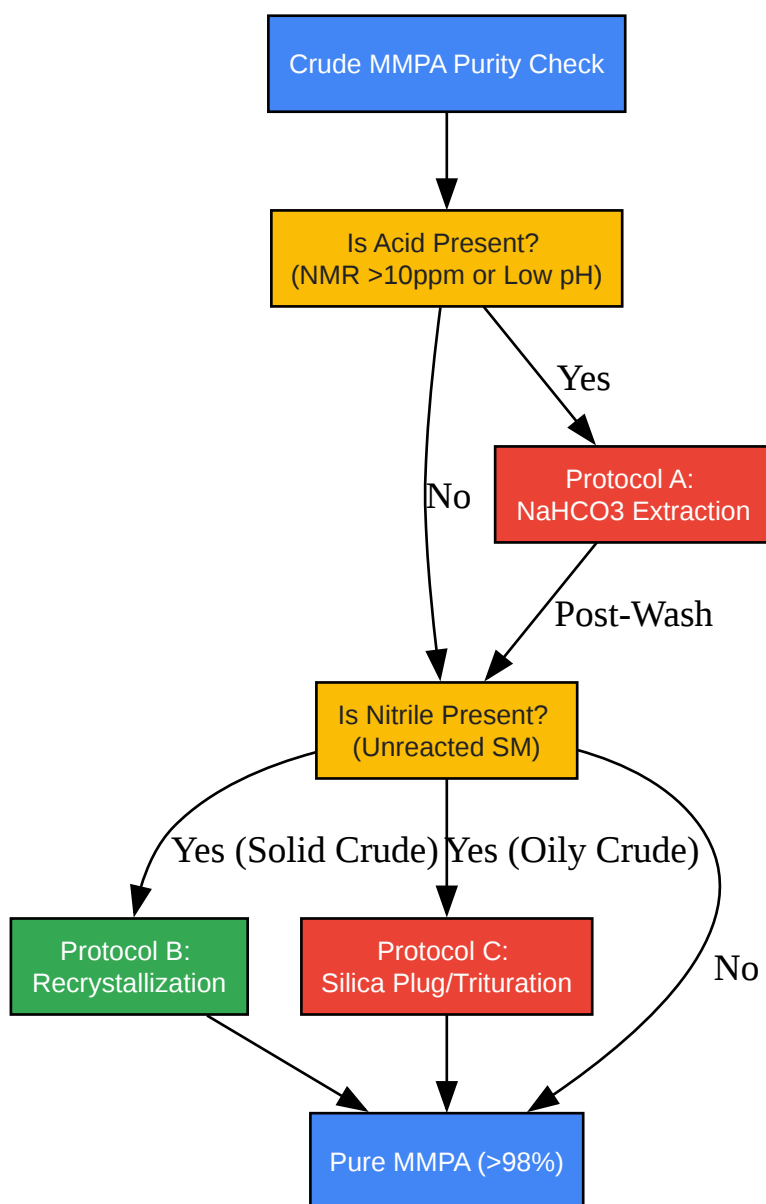 Crude MMPA Purity Check
Is Acid Present?
(NMR >10ppm or Low pH)
Yes
No
Protocol A:
NaHCO3 Extraction
Post-Wash
Is Nitrile Present?
(Unreacted SM)
Yes (Solid Crude)
Yes (Oily Crude)
No
Protocol B:
Recrystallization
Protocol C:
Silica Plug/Trituration
Pure MMPA (>98%)